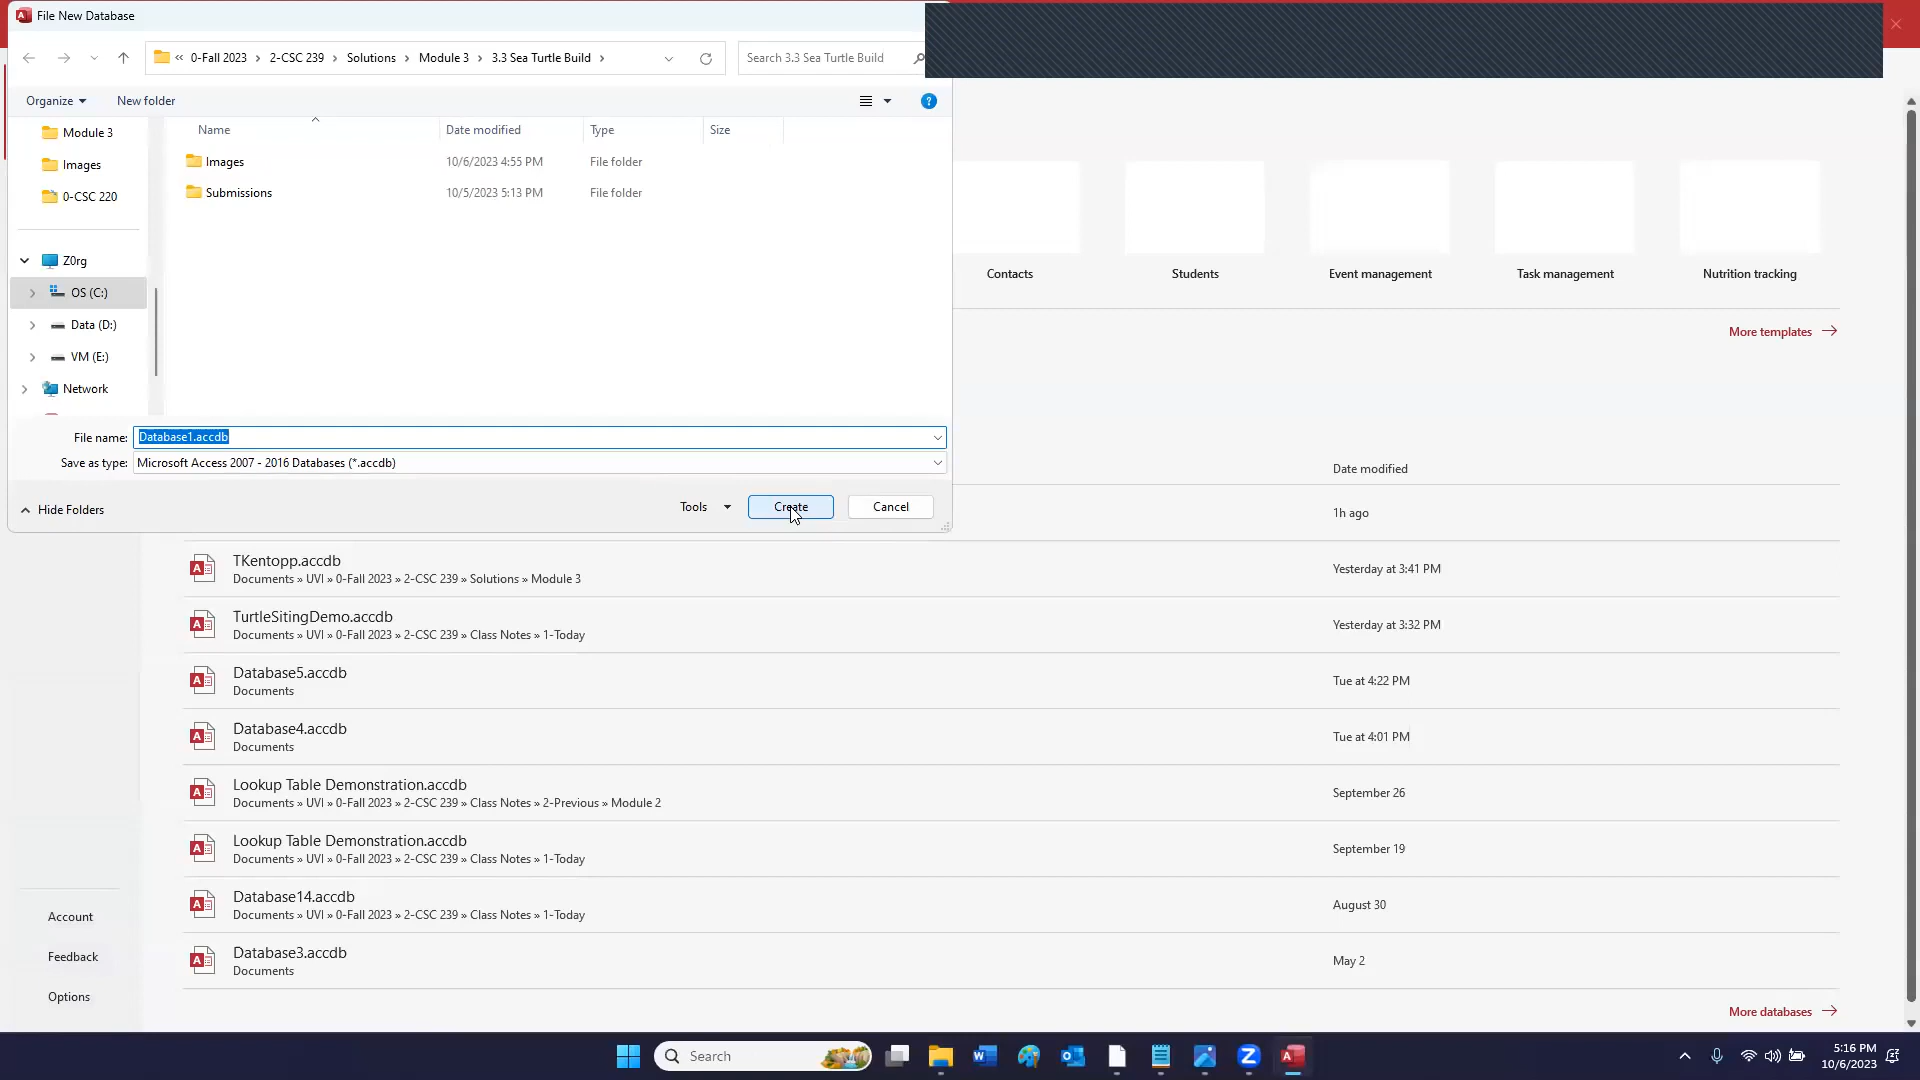 File New Database
« 0-Fall 2023 › 2-CSC 239 › Solutions › Module 3 › 3.3 Sea Turtle Build ›
Search 3.3 Sea Turtle Build
Organize
New folder
?
Module 3
Images
0-CSC 220
Z0rg
OS (C:)
Data (D:)
VM (E:)
Network
Name Date modified Type Size
Images 10/6/2023 4:55 PM File folder
Submissions 10/5/2023 5:13 PM File folder
File name: Database1.accdb
Save as type: Microsoft Access 2007 - 2016 Databases (*.accdb)
Hide Folders
Tools
Create
Cancel
Contacts
Students
Event management
Task management
Nutrition tracking
More templates
Date modified
1h ago
TKentopp.accdb
Documents » UVI » 0-Fall 2023 » 2-CSC 239 » Solutions » Module 3
Yesterday at 3:41 PM
TurtleSitingDemo.accdb
Documents » UVI » 0-Fall 2023 » 2-CSC 239 » Class Notes » 1-Today
Yesterday at 3:32 PM
Database5.accdb
Documents
Tue at 4:22 PM
Database4.accdb
Documents
Tue at 4:01 PM
Lookup Table Demonstration.accdb
Documents » UVI » 0-Fall 2023 » 2-CSC 239 » Class Notes » 2-Previous » Module 2
September 26
Lookup Table Demonstration.accdb
Documents » UVI » 0-Fall 2023 » 2-CSC 239 » Class Notes » 1-Today
September 19
Database14.accdb
Documents » UVI » 0-Fall 2023 » 2-CSC 239 » Class Notes » 1-Today
August 30
Database3.accdb
Documents
May 2
Account
Feedback
Options
More databases
Search
5:16 PM
10/6/2023